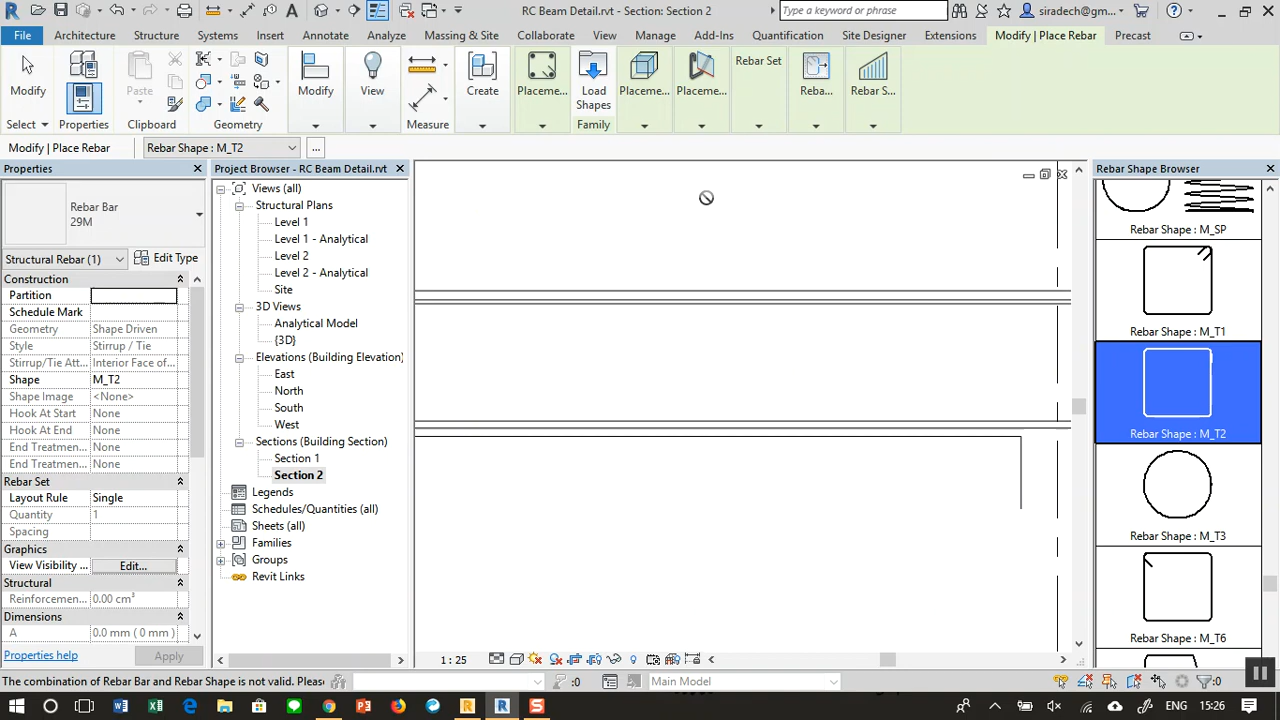 RC Beam Detail.rvt - Section: Section 2
Type a keyword or phrase
siradech@gm...
File
Architecture
Structure
Systems
Insert
Annotate
Analyze
Massing & Site
Collaborate
View
Manage
Add-Ins
Quantification
Site Designer
Extensions
Modify | Place Rebar
Precast
Modify
Paste
Modify
View
Create
Placeme...
Load
Shapes
Placeme...
Placeme...
Rebar Set
Reba...
Rebar S...
Select
Properties
Clipboard
Geometry
Measure
Family
Modify | Place Rebar
Rebar Shape : M_T2
...
Properties
Rebar Bar
29M
Structural Rebar (1)
Edit Type
Construction
Partition
Schedule Mark
Geometry Shape Driven
Style Stirrup / Tie
Stirrup/Tie Att... Interior Face of...
Shape M_T2
Shape Image <None>
Hook At Start None
Hook At End None
End Treatmen... None
End Treatmen... None
Rebar Set
Layout Rule Single
Quantity 1
Spacing
Graphics
View Visibility ... Edit...
Structural
Reinforcemen... 0.00 cm³
Dimensions
A 0.0 mm ( 0 mm )
Properties help
Apply
Project Browser - RC Beam Detail.rvt
Views (all)
Structural Plans
Level 1
Level 1 - Analytical
Level 2
Level 2 - Analytical
Site
3D Views
Analytical Model
{3D}
Elevations (Building Elevation)
East
North
South
West
Sections (Building Section)
Section 1
Section 2
Legends
Schedules/Quantities (all)
Sheets (all)
Families
Groups
Revit Links
1 : 25
Rebar Shape Browser
Rebar Shape : M_SP
Rebar Shape : M_T1
Rebar Shape : M_T2
Rebar Shape : M_T3
Rebar Shape : M_T6
The combination of Rebar Bar and Rebar Shape is not valid. Please
:0
Main Model
:0
ENG
15:26